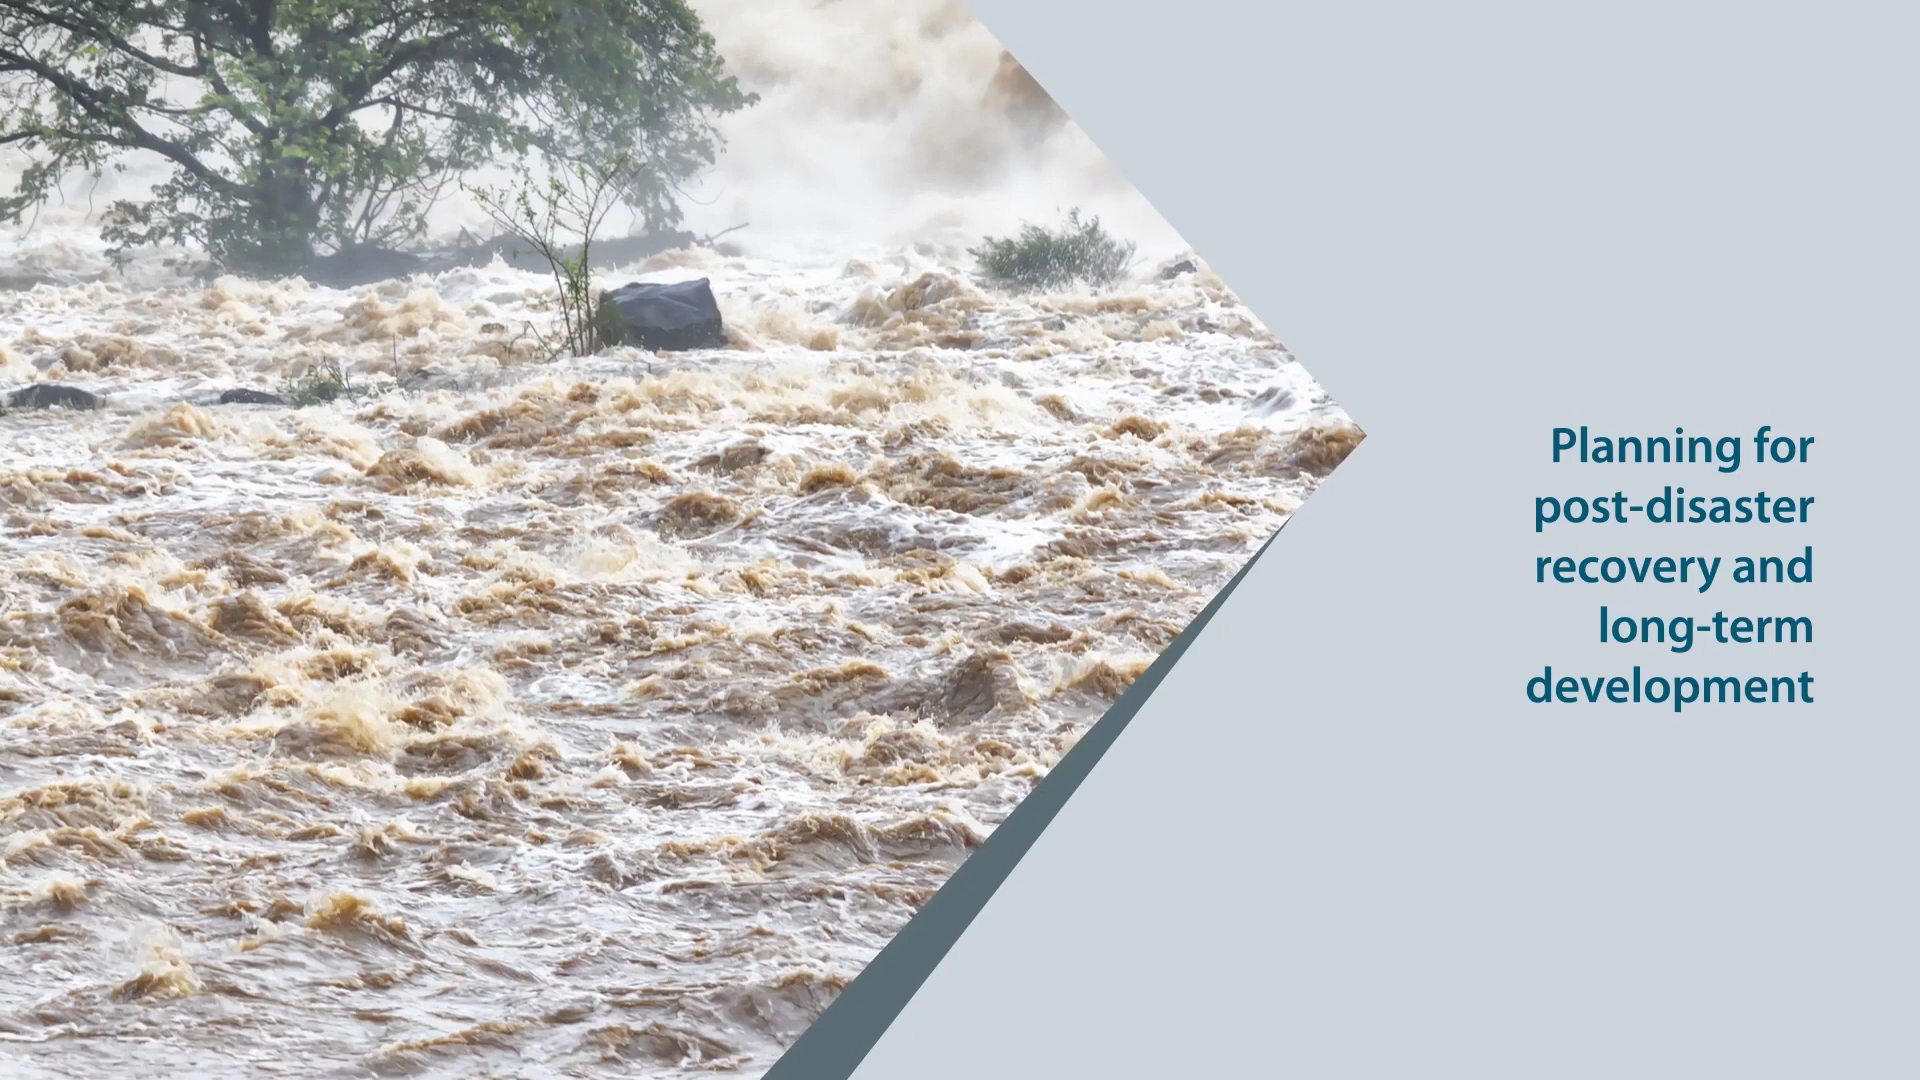 Planning for
post-disaster
recovery and
long-term
development